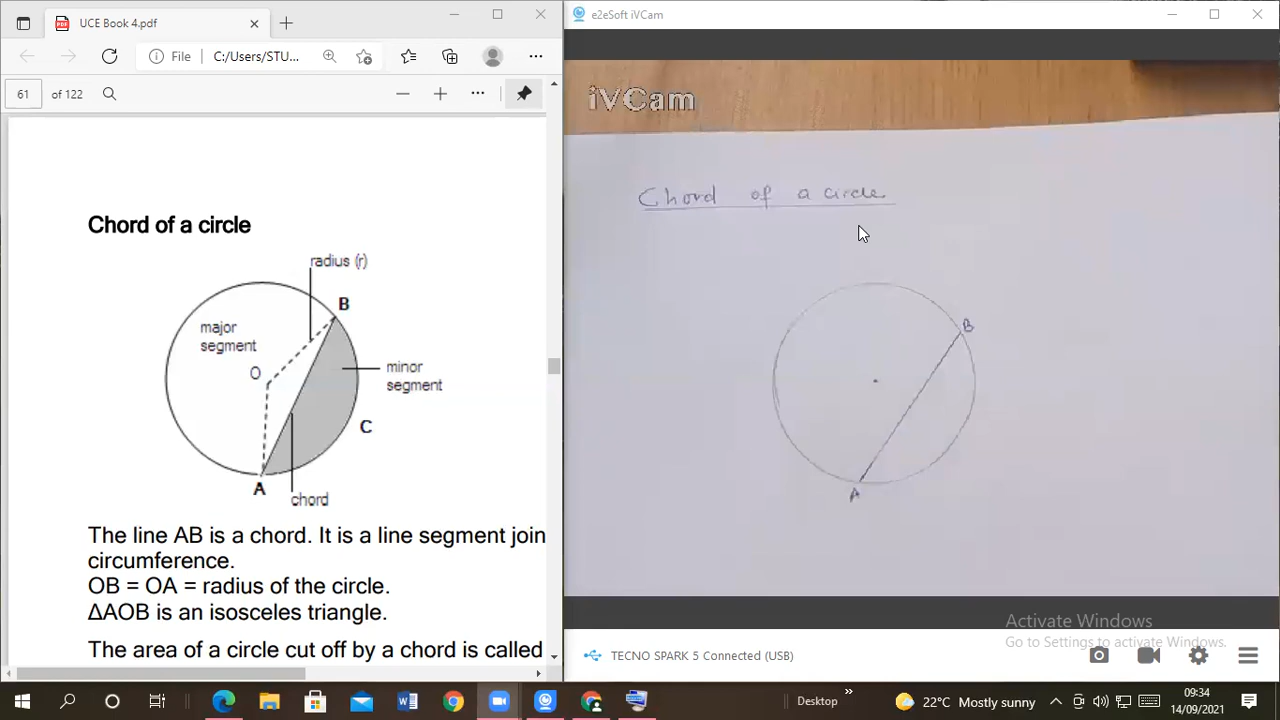 UCE Book 4.pdf
File
C:/Users/STU...
61
of 122
Chord of a circle
radius (r)
B
major
segment
O
minor
segment
C
A
chord
The line AB is a chord. It is a line segment join
circumference.
OB = OA = radius of the circle.
ΔAOB is an isosceles triangle.
The area of a circle cut off by a chord is called
e2eSoft iVCam
iVCam
Chord of a circle
B
A
Activate Windows
Go to Settings to activate Windows.
TECNO SPARK 5 Connected (USB)
Desktop
22°C Mostly sunny
09:34
14/09/2021